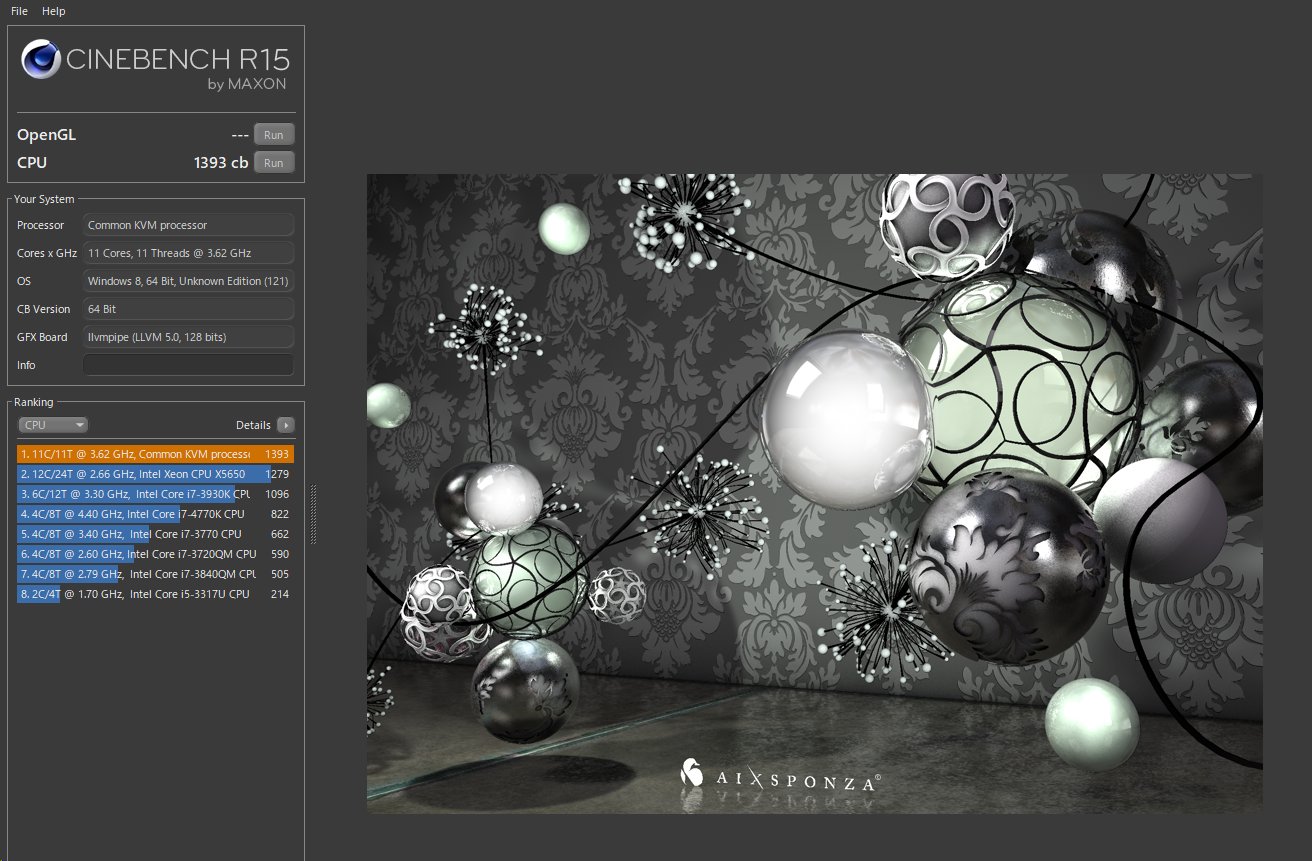 File Help
CINEBENCH R15
by MAXON
OpenGL --- Run
CPU 1393 cb Run
Your System
Processor Common KVM processor
Cores x GHz 11 Cores, 11 Threads @ 3.62 GHz
OS Windows 8, 64 Bit, Unknown Edition (121)
CB Version 64 Bit
GFX Board llvmpipe (LLVM 5.0, 128 bits)
Info
Ranking
CPU Details
1. 11C/11T @ 3.62 GHz, Common KVM processo 1393
2. 12C/24T @ 2.66 GHz, Intel Xeon CPU X5650 1279
3. 6C/12T @ 3.30 GHz, Intel Core i7-3930K CPU 1096
4. 4C/8T @ 4.40 GHz, Intel Core i7-4770K CPU 822
5. 4C/8T @ 3.40 GHz, Intel Core i7-3770 CPU 662
6. 4C/8T @ 2.60 GHz, Intel Core i7-3720QM CPU 590
7. 4C/8T @ 2.79 GHz, Intel Core i7-3840QM CPU 505
8. 2C/4T @ 1.70 GHz, Intel Core i5-3317U CPU 214
AIXSPONZA©